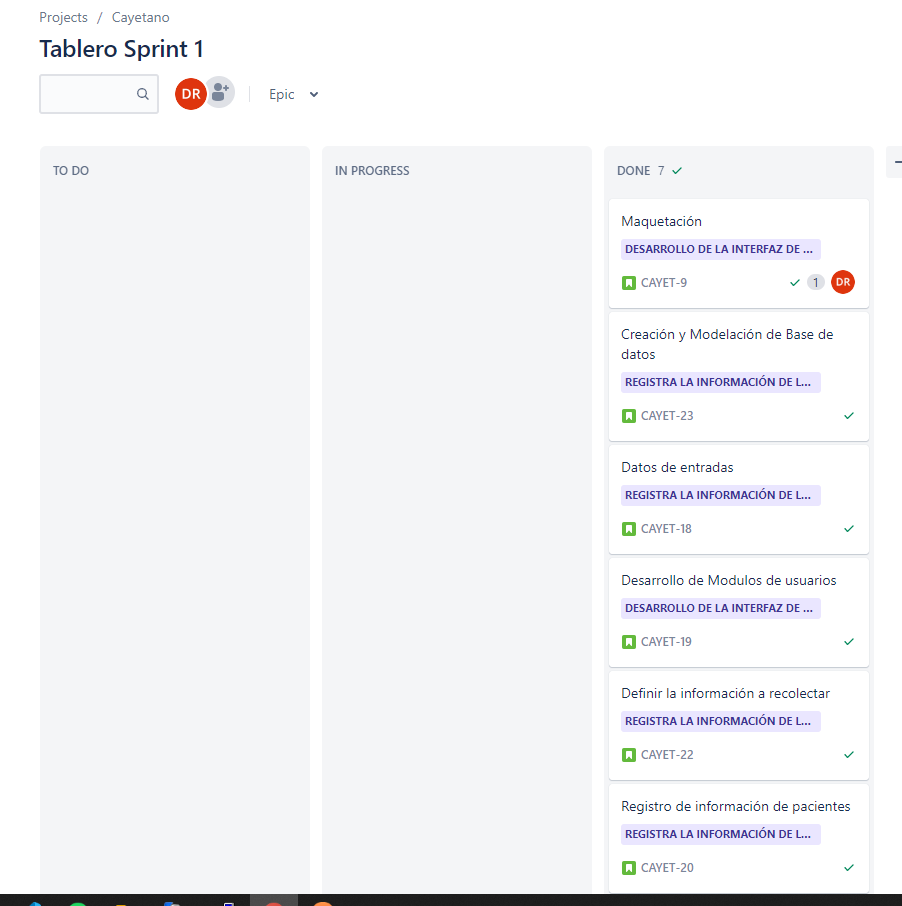 Projects / Cayetano
Tablero Sprint 1
DR
Epic
TO DO
IN PROGRESS
DONE 7
Maquetación
DESARROLLO DE LA INTERFAZ DE ...
CAYET-9
1
DR
Creación y Modelación de Base de
datos
REGISTRA LA INFORMACIÓN DE L...
CAYET-23
Datos de entradas
REGISTRA LA INFORMACIÓN DE L...
CAYET-18
Desarrollo de Modulos de usuarios
DESARROLLO DE LA INTERFAZ DE ...
CAYET-19
Definir la información a recolectar
REGISTRA LA INFORMACIÓN DE L...
CAYET-22
Registro de información de pacientes
REGISTRA LA INFORMACIÓN DE L...
CAYET-20